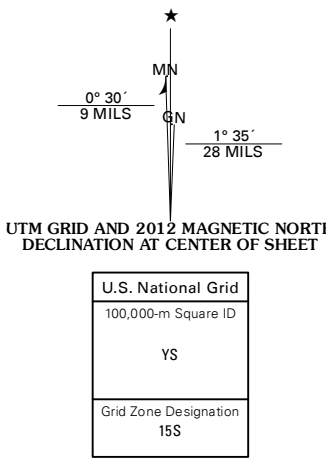 ★
MN
0° 30´
9 MILS
GN
1° 35´
28 MILS
UTM GRID AND 2012 MAGNETIC NORTH
DECLINATION AT CENTER OF SHEET
U.S. National Grid
100,000-m Square ID
YS
Grid Zone Designation
15S